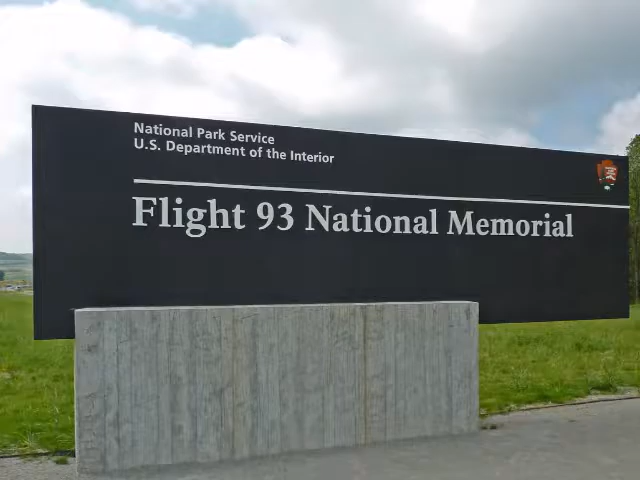 National Park Service
U.S. Department of the Interior
Flight 93 National Memorial